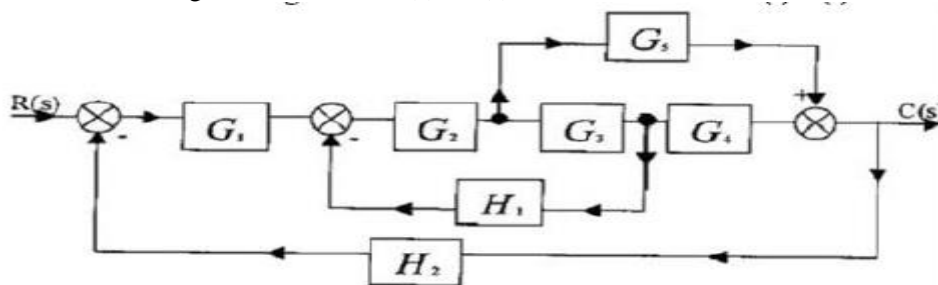 G₅
+
R(s)
C(s
G₁
G₂
G₃
G₄
-
-
H₁
H₂